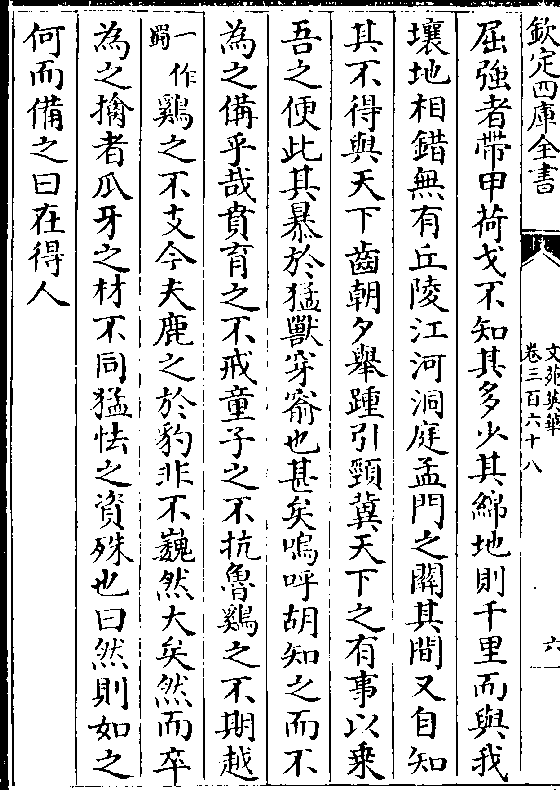 欽定四庫全書
文苑英華
卷三百六十八
六
屈強者帶甲荷戈不知其多少其綿地則千里而與我
壤地相錯無有丘陵江河洞庭孟門之關其間又自知
其不得與天下齒朝夕舉踵引頸冀天下之有事以乗
吾之便此其暴於猛獸穿窬也甚矣嗚呼胡知之而不
為之備乎哉賁育之不戒童子之不抗魯鷄之不期越
一作蜀鷄之不支今夫鹿之於豹非不巍然大矣然而卒
為之擒者爪牙之材不同猛怯之資殊也曰然則如之
何而備之曰在得人